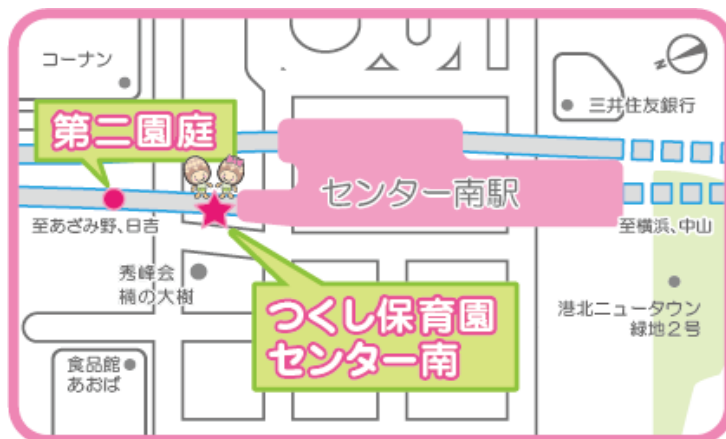 コーナン
N
三井住友銀行
第二園庭
センター南駅
至あざみ野、日吉
至横浜、中山
秀峰会
楠の大樹
つくし保育園
センター南
港北ニュータウン
緑地2号
食品館
あおば